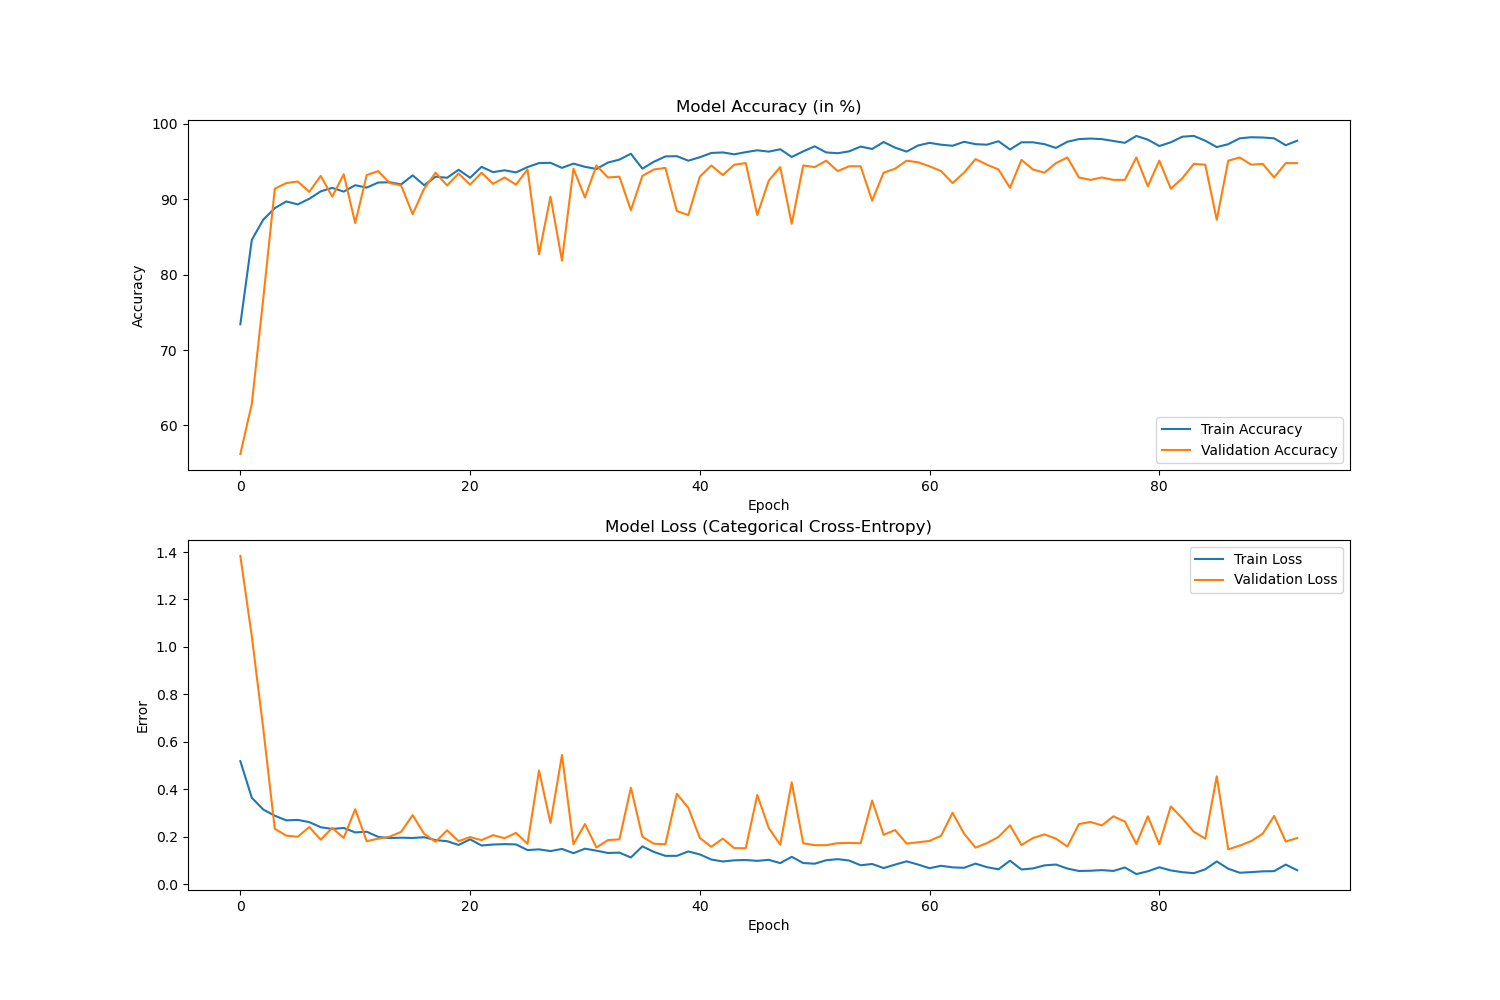 Model Accuracy (in %)
100
90
80
70
60
Accuracy
Train Accuracy
Validation Accuracy
0 20 40 60 80
Epoch
Model Loss (Categorical Cross-Entropy)
1.4
1.2
1.0
0.8
0.6
0.4
0.2
0.0
Error
Train Loss
Validation Loss
0 20 40 60 80
Epoch